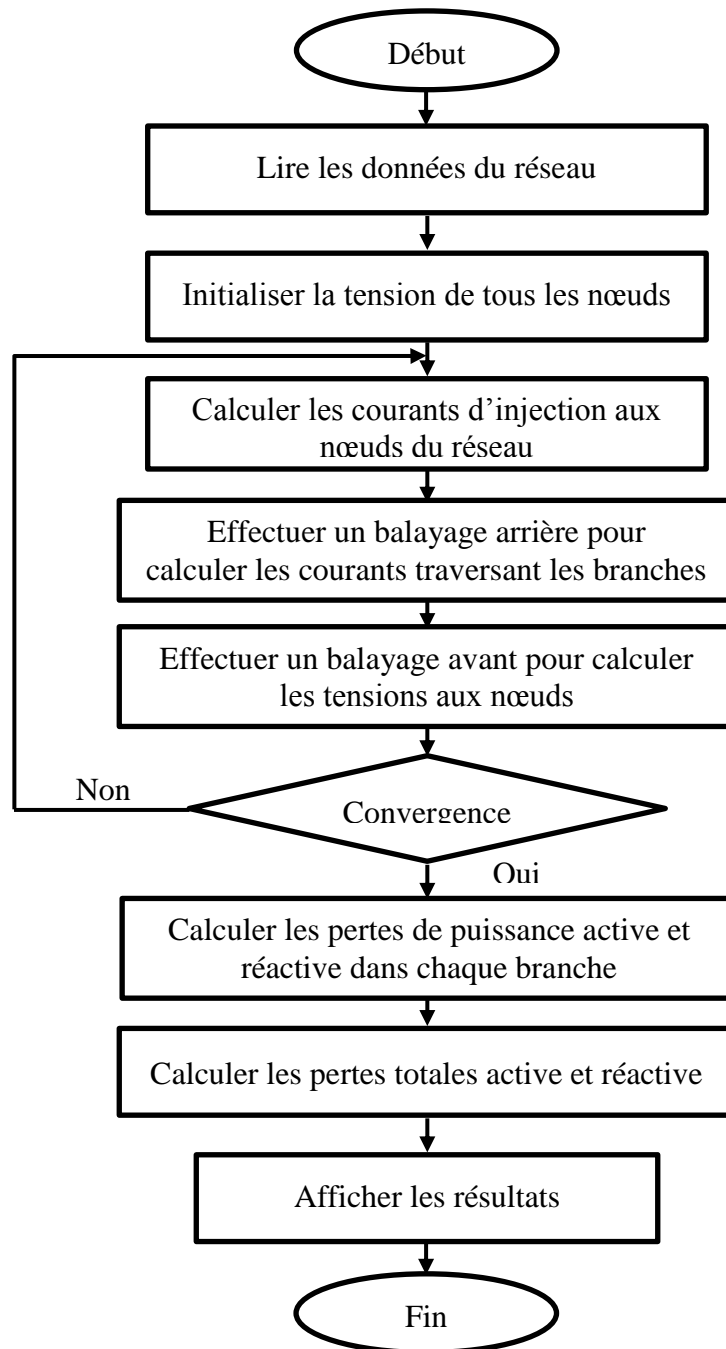 Début
Lire les données du réseau
Initialiser la tension de tous les nœuds
Calculer les courants d’injection aux
nœuds du réseau
Effectuer un balayage arrière pour
calculer les courants traversant les branches
Effectuer un balayage avant pour calculer
les tensions aux nœuds
Non
Convergence
Oui
Calculer les pertes de puissance active et
réactive dans chaque branche
Calculer les pertes totales active et réactive
Afficher les résultats
Fin